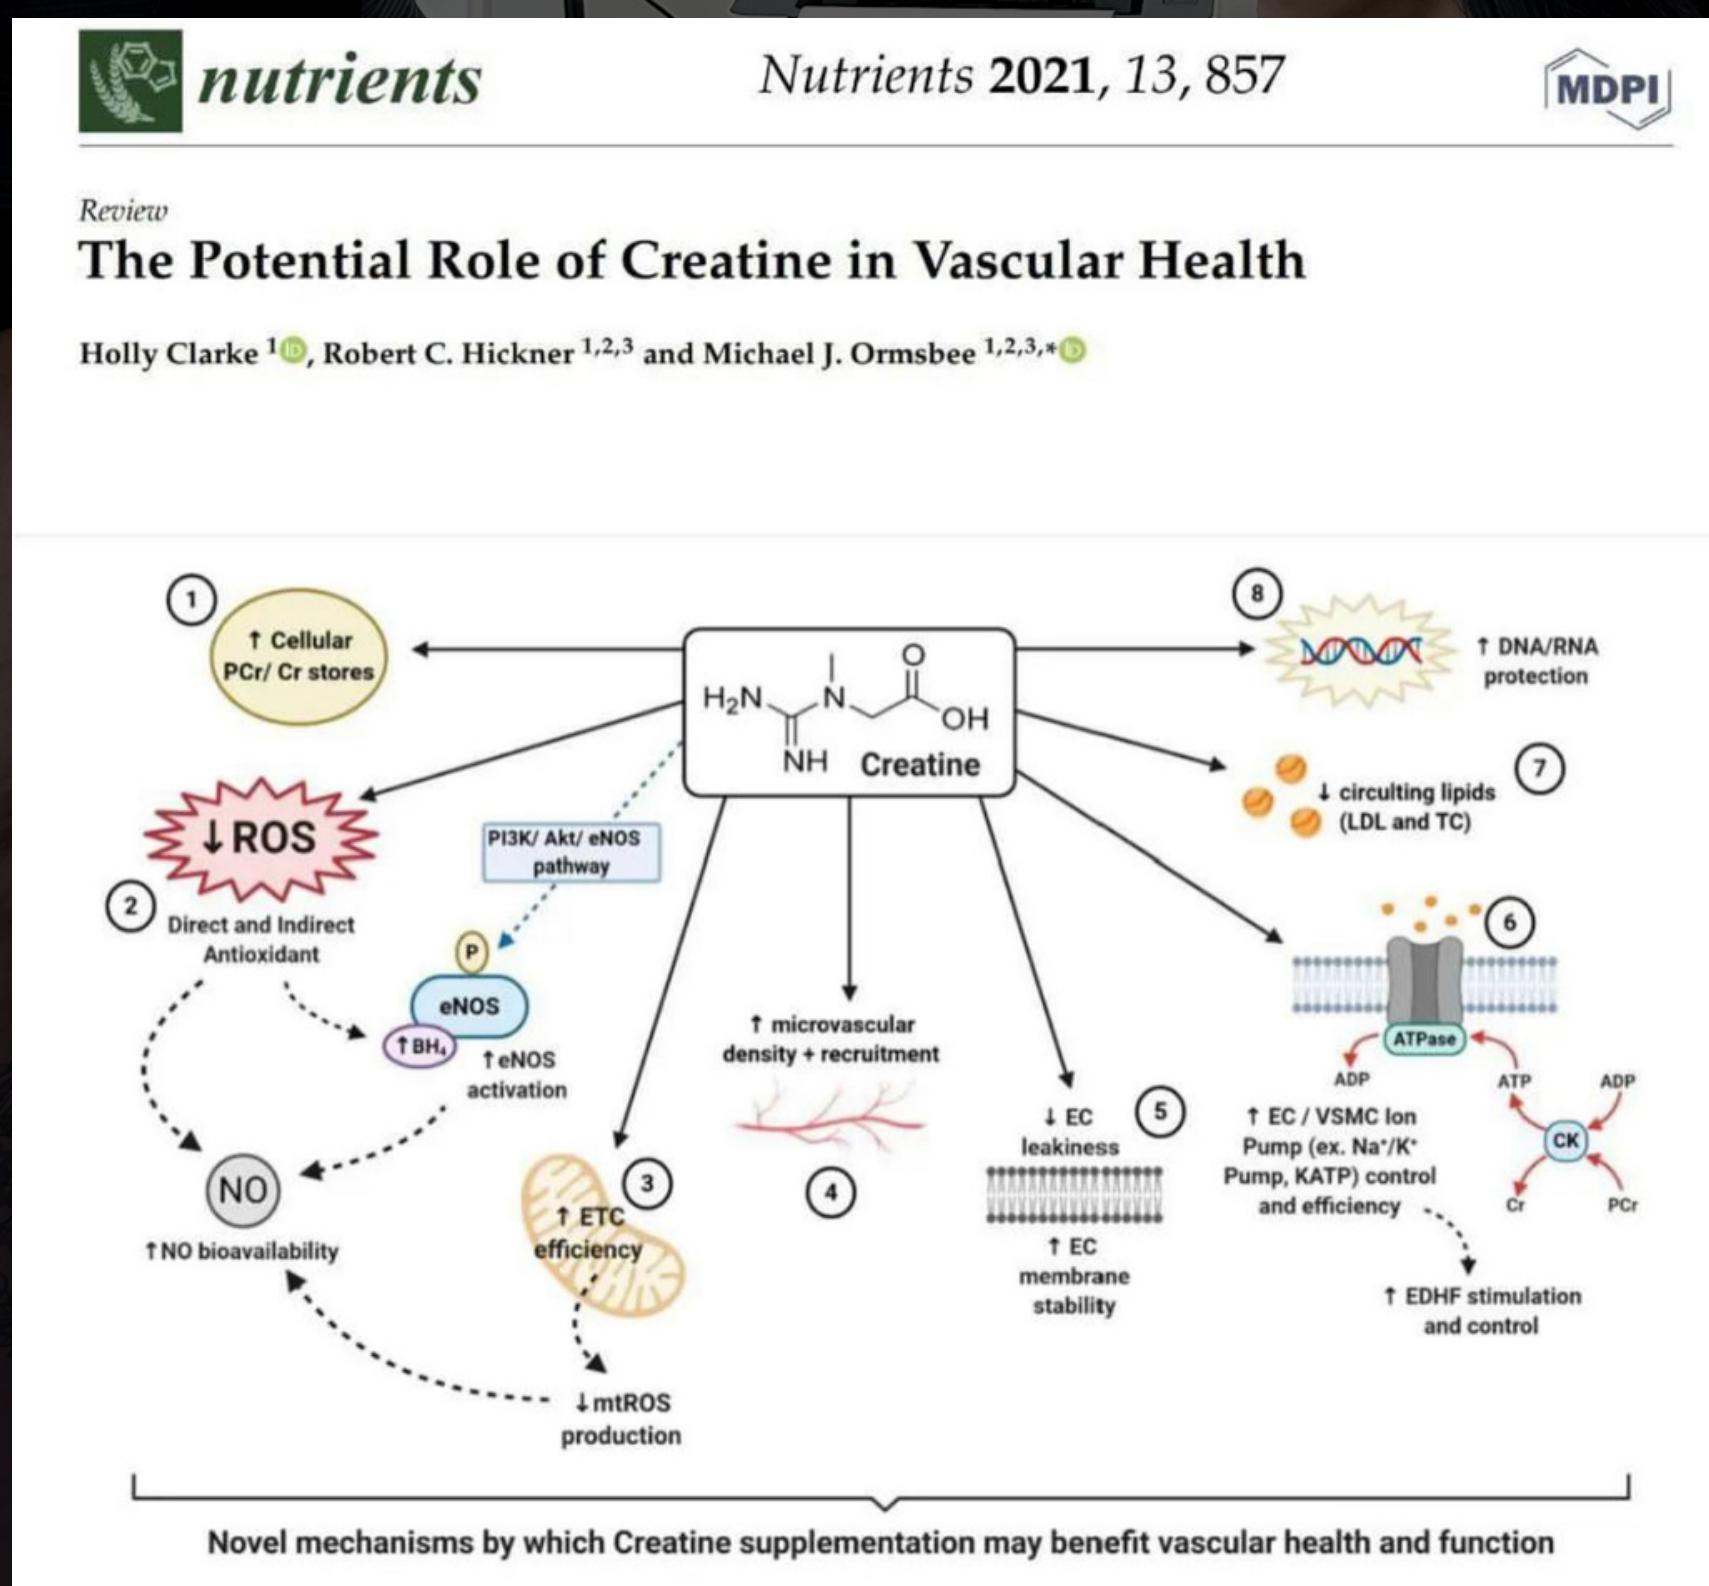 nutrients
Nutrients 2021, 13, 857
MDPI
Review
The Potential Role of Creatine in Vascular Health
Holly Clarke 1 iD, Robert C. Hickner 1,2,3 and Michael J. Ormsbee 1,2,3,* iD
1
↑ Cellular
PCr/ Cr stores
H₂N
N
O
OH
NH
Creatine
8
↑ DNA/RNA
protection
7
↓ circulting lipids
(LDL and TC)
↓ROS
2
Direct and Indirect
Antioxidant
PI3K/ Akt/ eNOS
pathway
P
eNOS
↑BH₄
↑eNOS
activation
NO
↑NO bioavailability
3
↑ ETC
efficiency
↓mtROS
production
↑ microvascular
density + recruitment
4
↓ EC
leakiness
5
↑ EC
membrane
stability
6
ATPase
ADP
ATP
ADP
CK
Cr
PCr
↑ EC / VSMC Ion
Pump (ex. Na⁺/K⁺
Pump, KATP) control
and efficiency
↑ EDHF stimulation
and control
Novel mechanisms by which Creatine supplementation may benefit vascular health and function